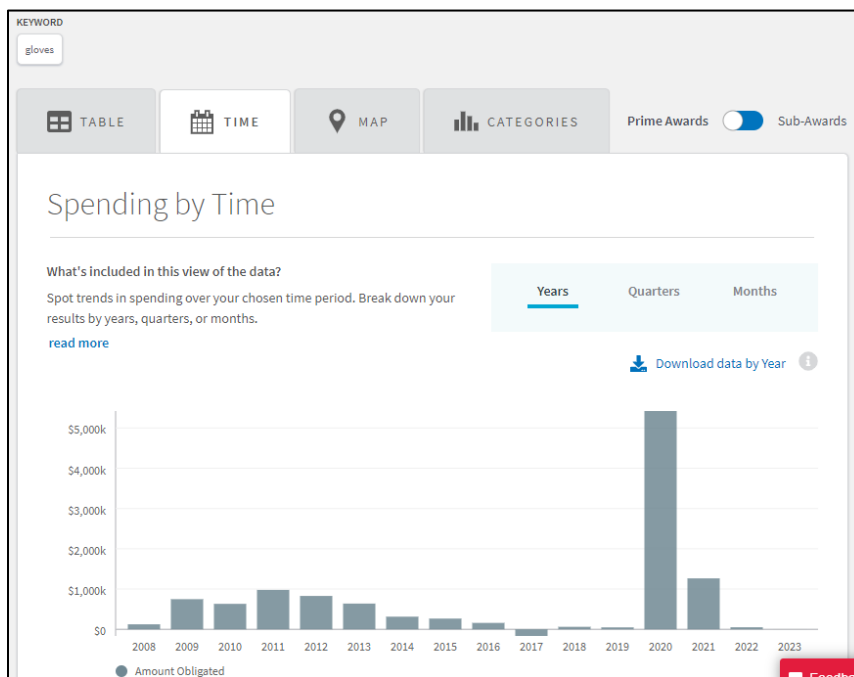 KEYWORD
gloves
TABLE
TIME
MAP
CATEGORIES
Prime Awards
Sub-Awards
Spending by Time
What's included in this view of the data?
Spot trends in spending over your chosen time period. Break down your
results by years, quarters, or months.
read more
Years
Quarters
Months
Download data by Year
i
$5,000k
$4,000k
$3,000k
$2,000k
$1,000k
$0
2008 2009 2010 2011 2012 2013 2014 2015 2016 2017 2018 2019 2020 2021 2022 2023
Amount Obligated